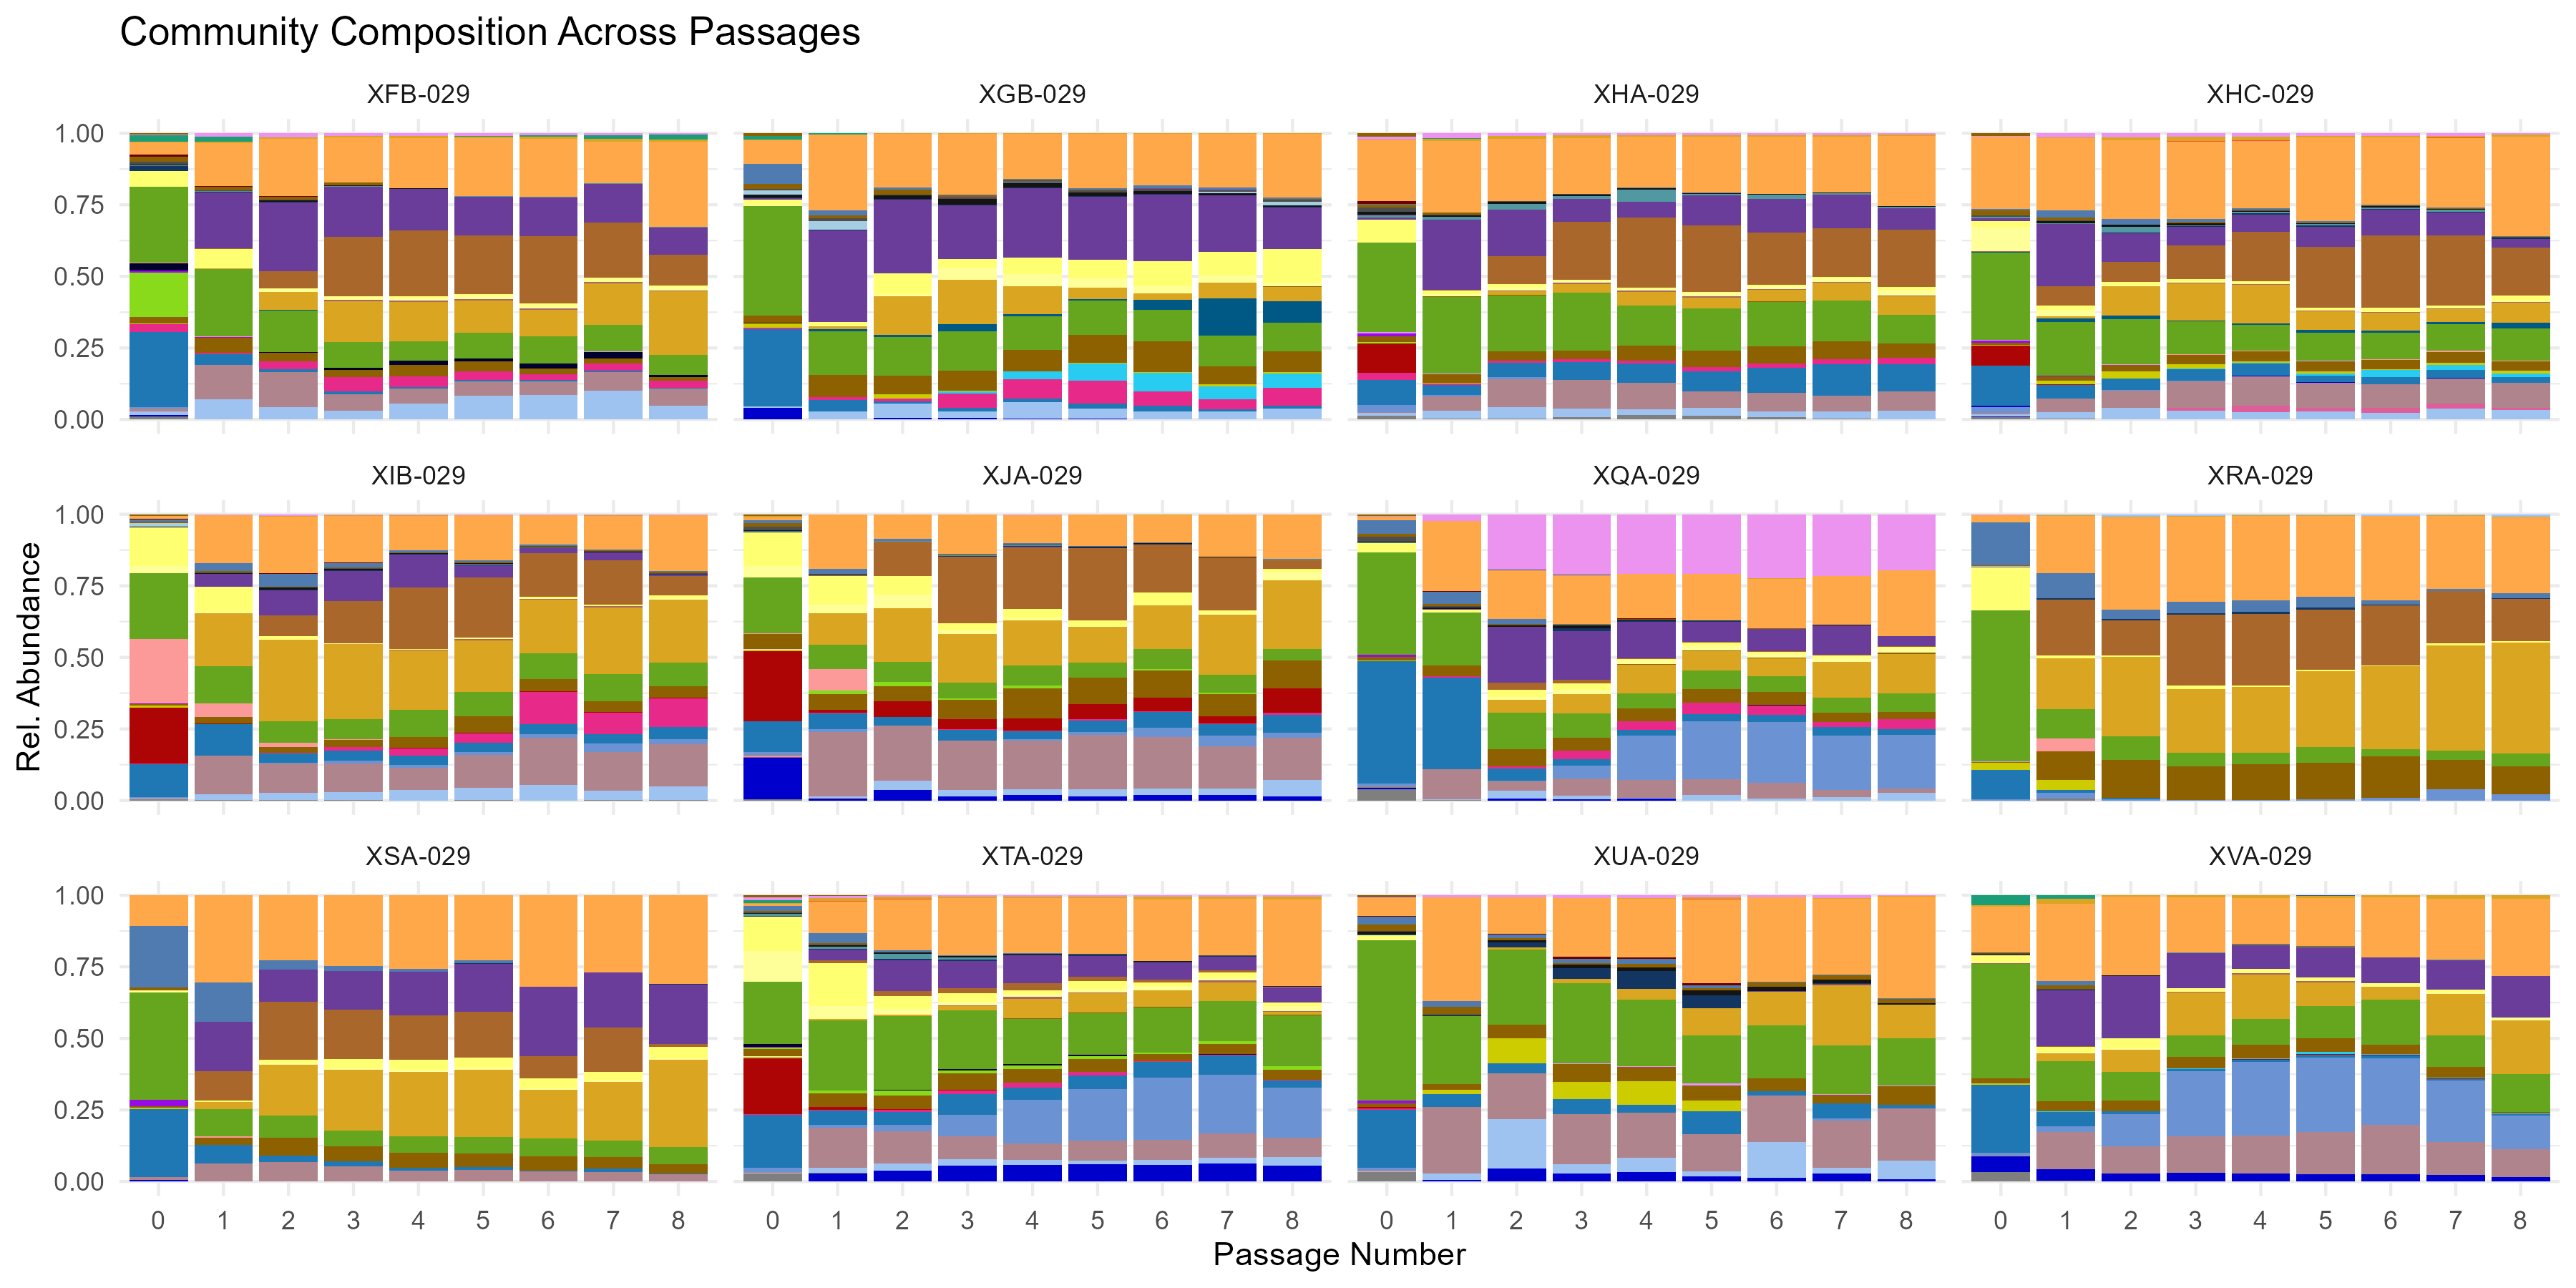 Community Composition Across Passages
XFB-029 XGB-029 XHA-029 XHC-029
1.00
0.75
0.50
0.25
0.00
XIB-029 XJA-029 XQA-029 XRA-029
1.00
0.75
0.50
0.25
0.00
Rel. Abundance
XSA-029 XTA-029 XUA-029 XVA-029
1.00
0.75
0.50
0.25
0.00
0 1 2 3 4 5 6 7 8 0 1 2 3 4 5 6 7 8 0 1 2 3 4 5 6 7 8 0 1 2 3 4 5 6 7 8
Passage Number